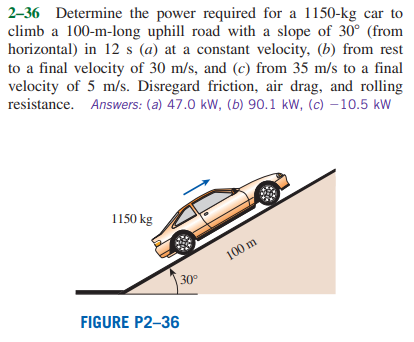 2–36 Determine the power required for a 1150-kg car to
climb a 100-m-long uphill road with a slope of 30° (from
horizontal) in 12 s (a) at a constant velocity, (b) from rest
to a final velocity of 30 m/s, and (c) from 35 m/s to a final
velocity of 5 m/s. Disregard friction, air drag, and rolling
resistance. Answers: (a) 47.0 kW, (b) 90.1 kW, (c) −10.5 kW
1150 kg
100 m
30°
FIGURE P2–36